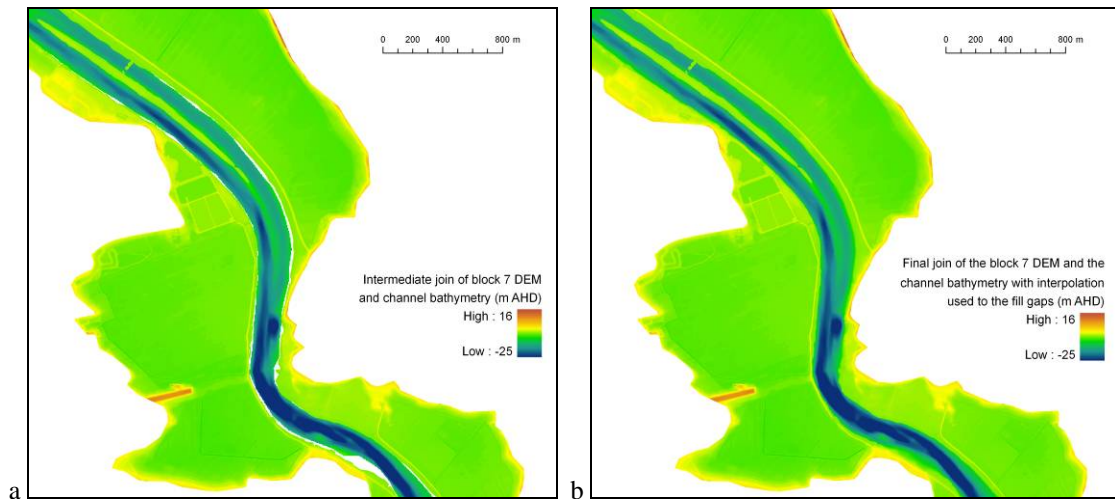 0 200 400 800 m
Intermediate join of block 7 DEM
and channel bathymetry (m AHD)
High : 16
Low : -25
a
0 200 400 800 m
Final join of the block 7 DEM and the
channel bathymetry with interpolation
used to the fill gaps (m AHD)
High : 16
Low : -25
b